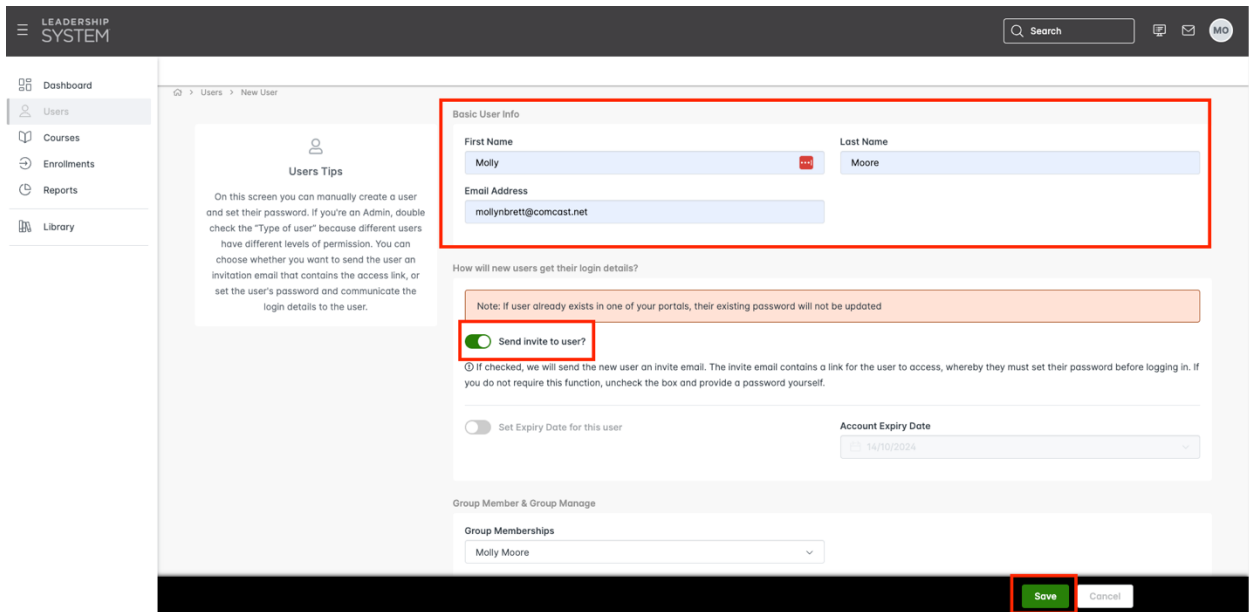 LEADERSHIP
SYSTEM
Search
MO
Dashboard
Users
Courses
Enrollments
Reports
Library
Users > New User
Users Tips
On this screen you can manually create a user
and set their password. If you're an Admin, double
check the "Type of user" because different users
have different levels of permission. You can
choose whether you want to send the user an
invitation email that contains the access link, or
set the user's password and communicate the
login details to the user.
Basic User Info
First Name
Last Name
Molly
Moore
Email Address
mollynbrett@comcast.net
How will new users get their login details?
Note: If user already exists in one of your portals, their existing password will not be updated
Send invite to user?
If checked, we will send the new user an invite email. The invite email contains a link for the user to access, whereby they must set their password before logging in. If
you do not require this function, uncheck the box and provide a password yourself.
Set Expiry Date for this user
Account Expiry Date
14/10/2024
Group Member & Group Manage
Group Memberships
Molly Moore
Save
Cancel